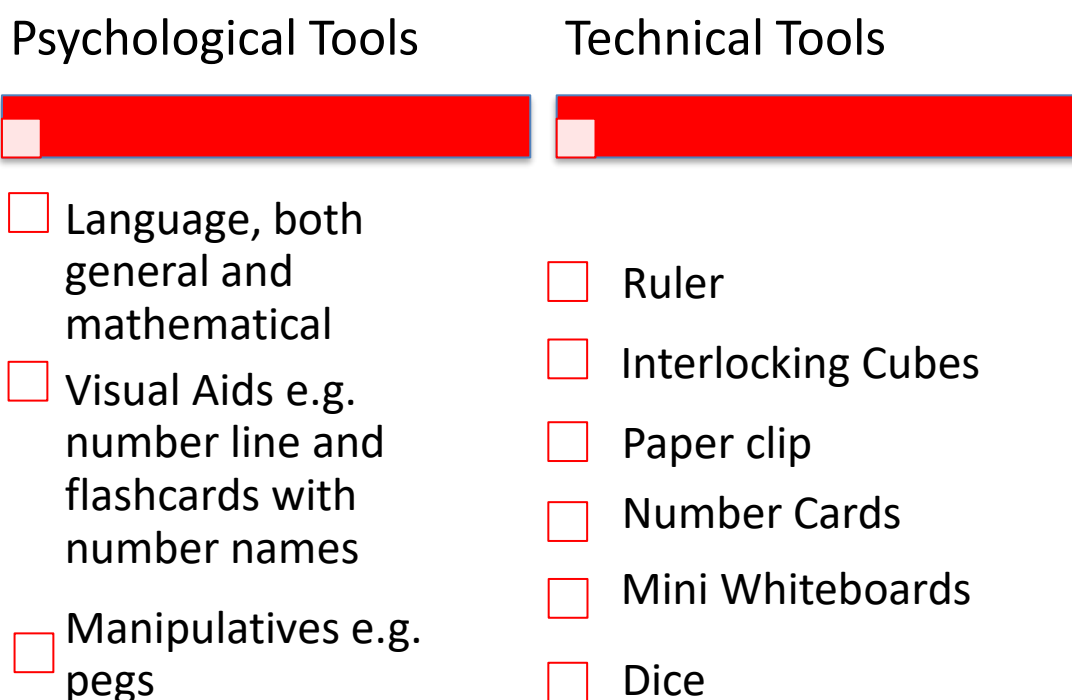 Psychological Tools
Language, both
general and
mathematical
Visual Aids e.g.
number line and
flashcards with
number names
Manipulatives e.g.
pegs
Technical Tools
Ruler
Interlocking Cubes
Paper clip
Number Cards
Mini Whiteboards
Dice